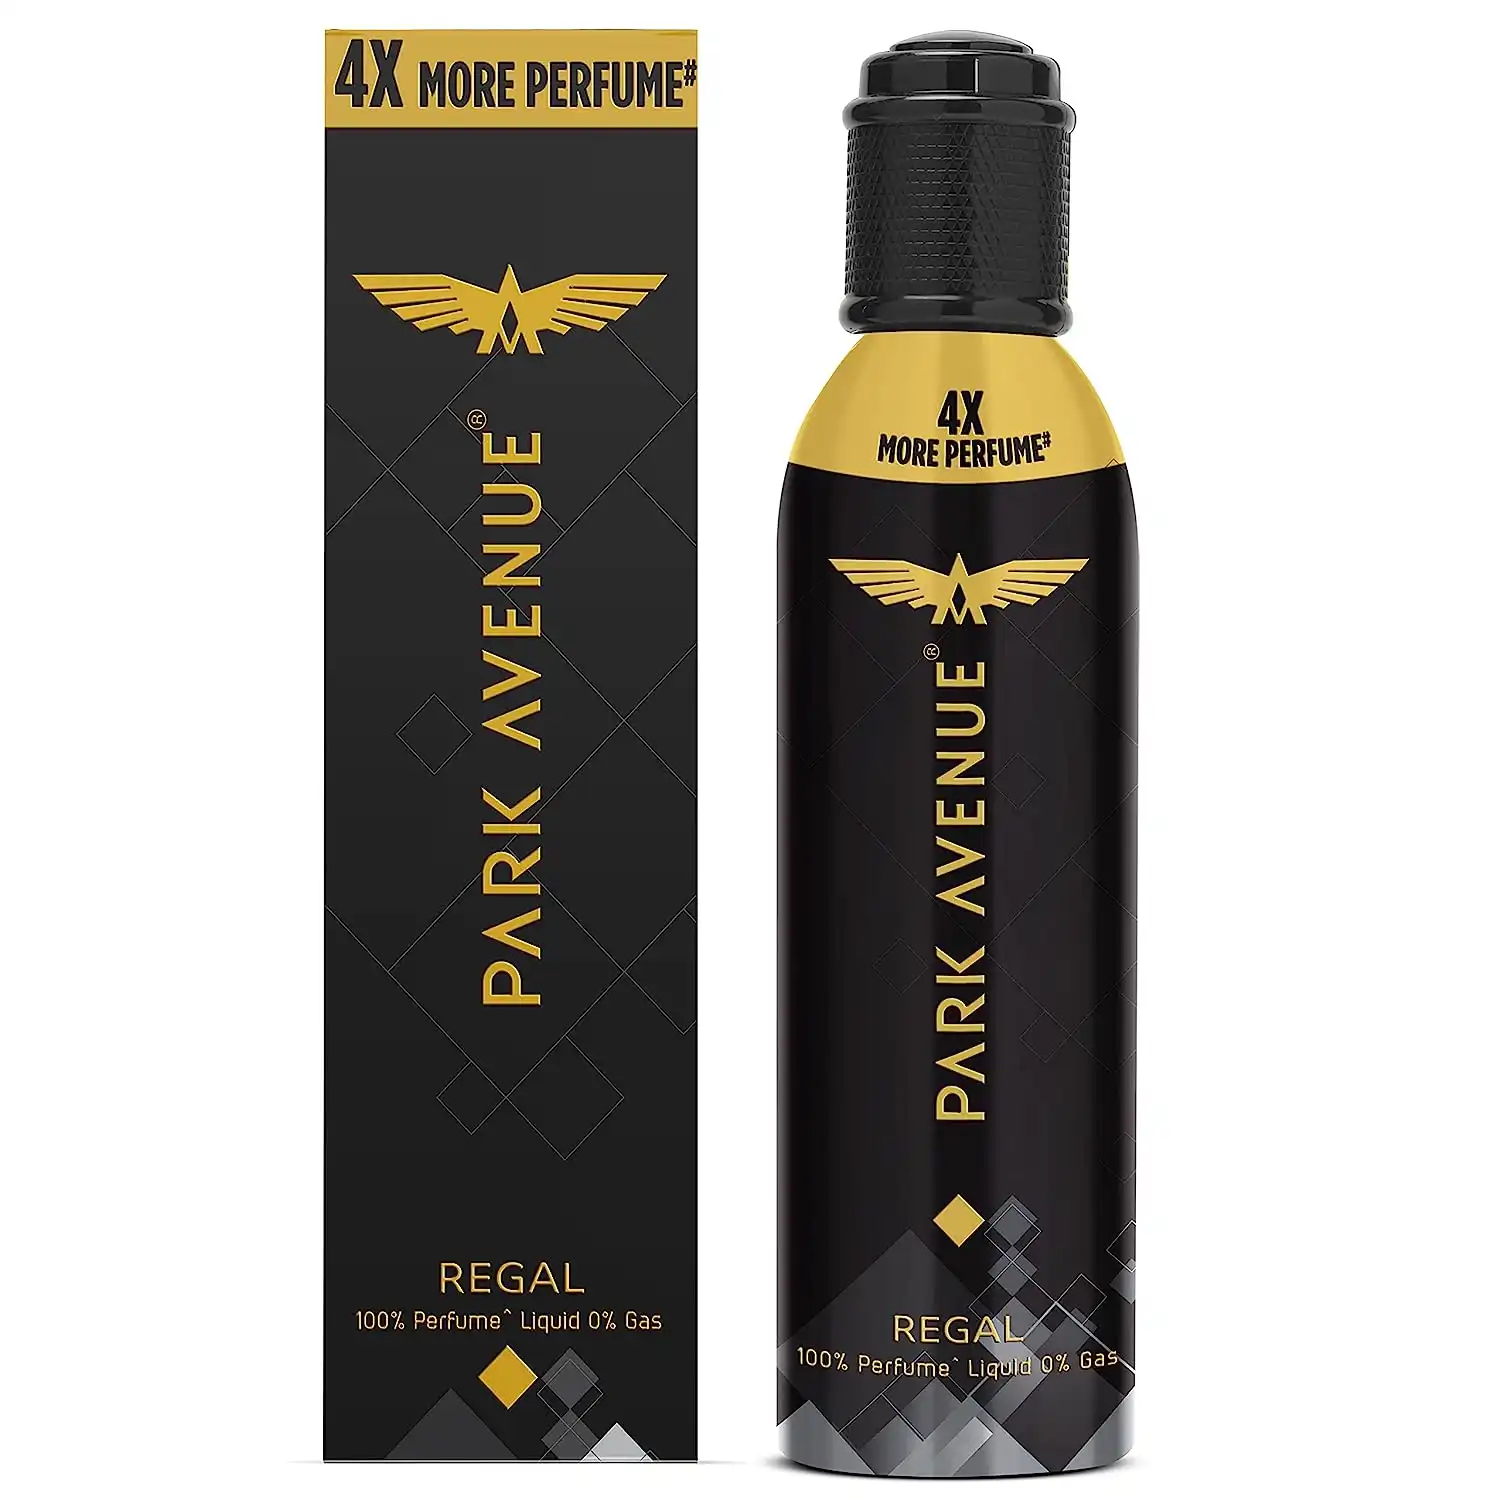 4X MORE PERFUME#
PARK AVENUE®
REGAL
100% Perfume^ Liquid 0% Gas
4X
MORE PERFUME#
PARK AVENUE®
REGAL
100% Perfume^ Liquid 0% Gas